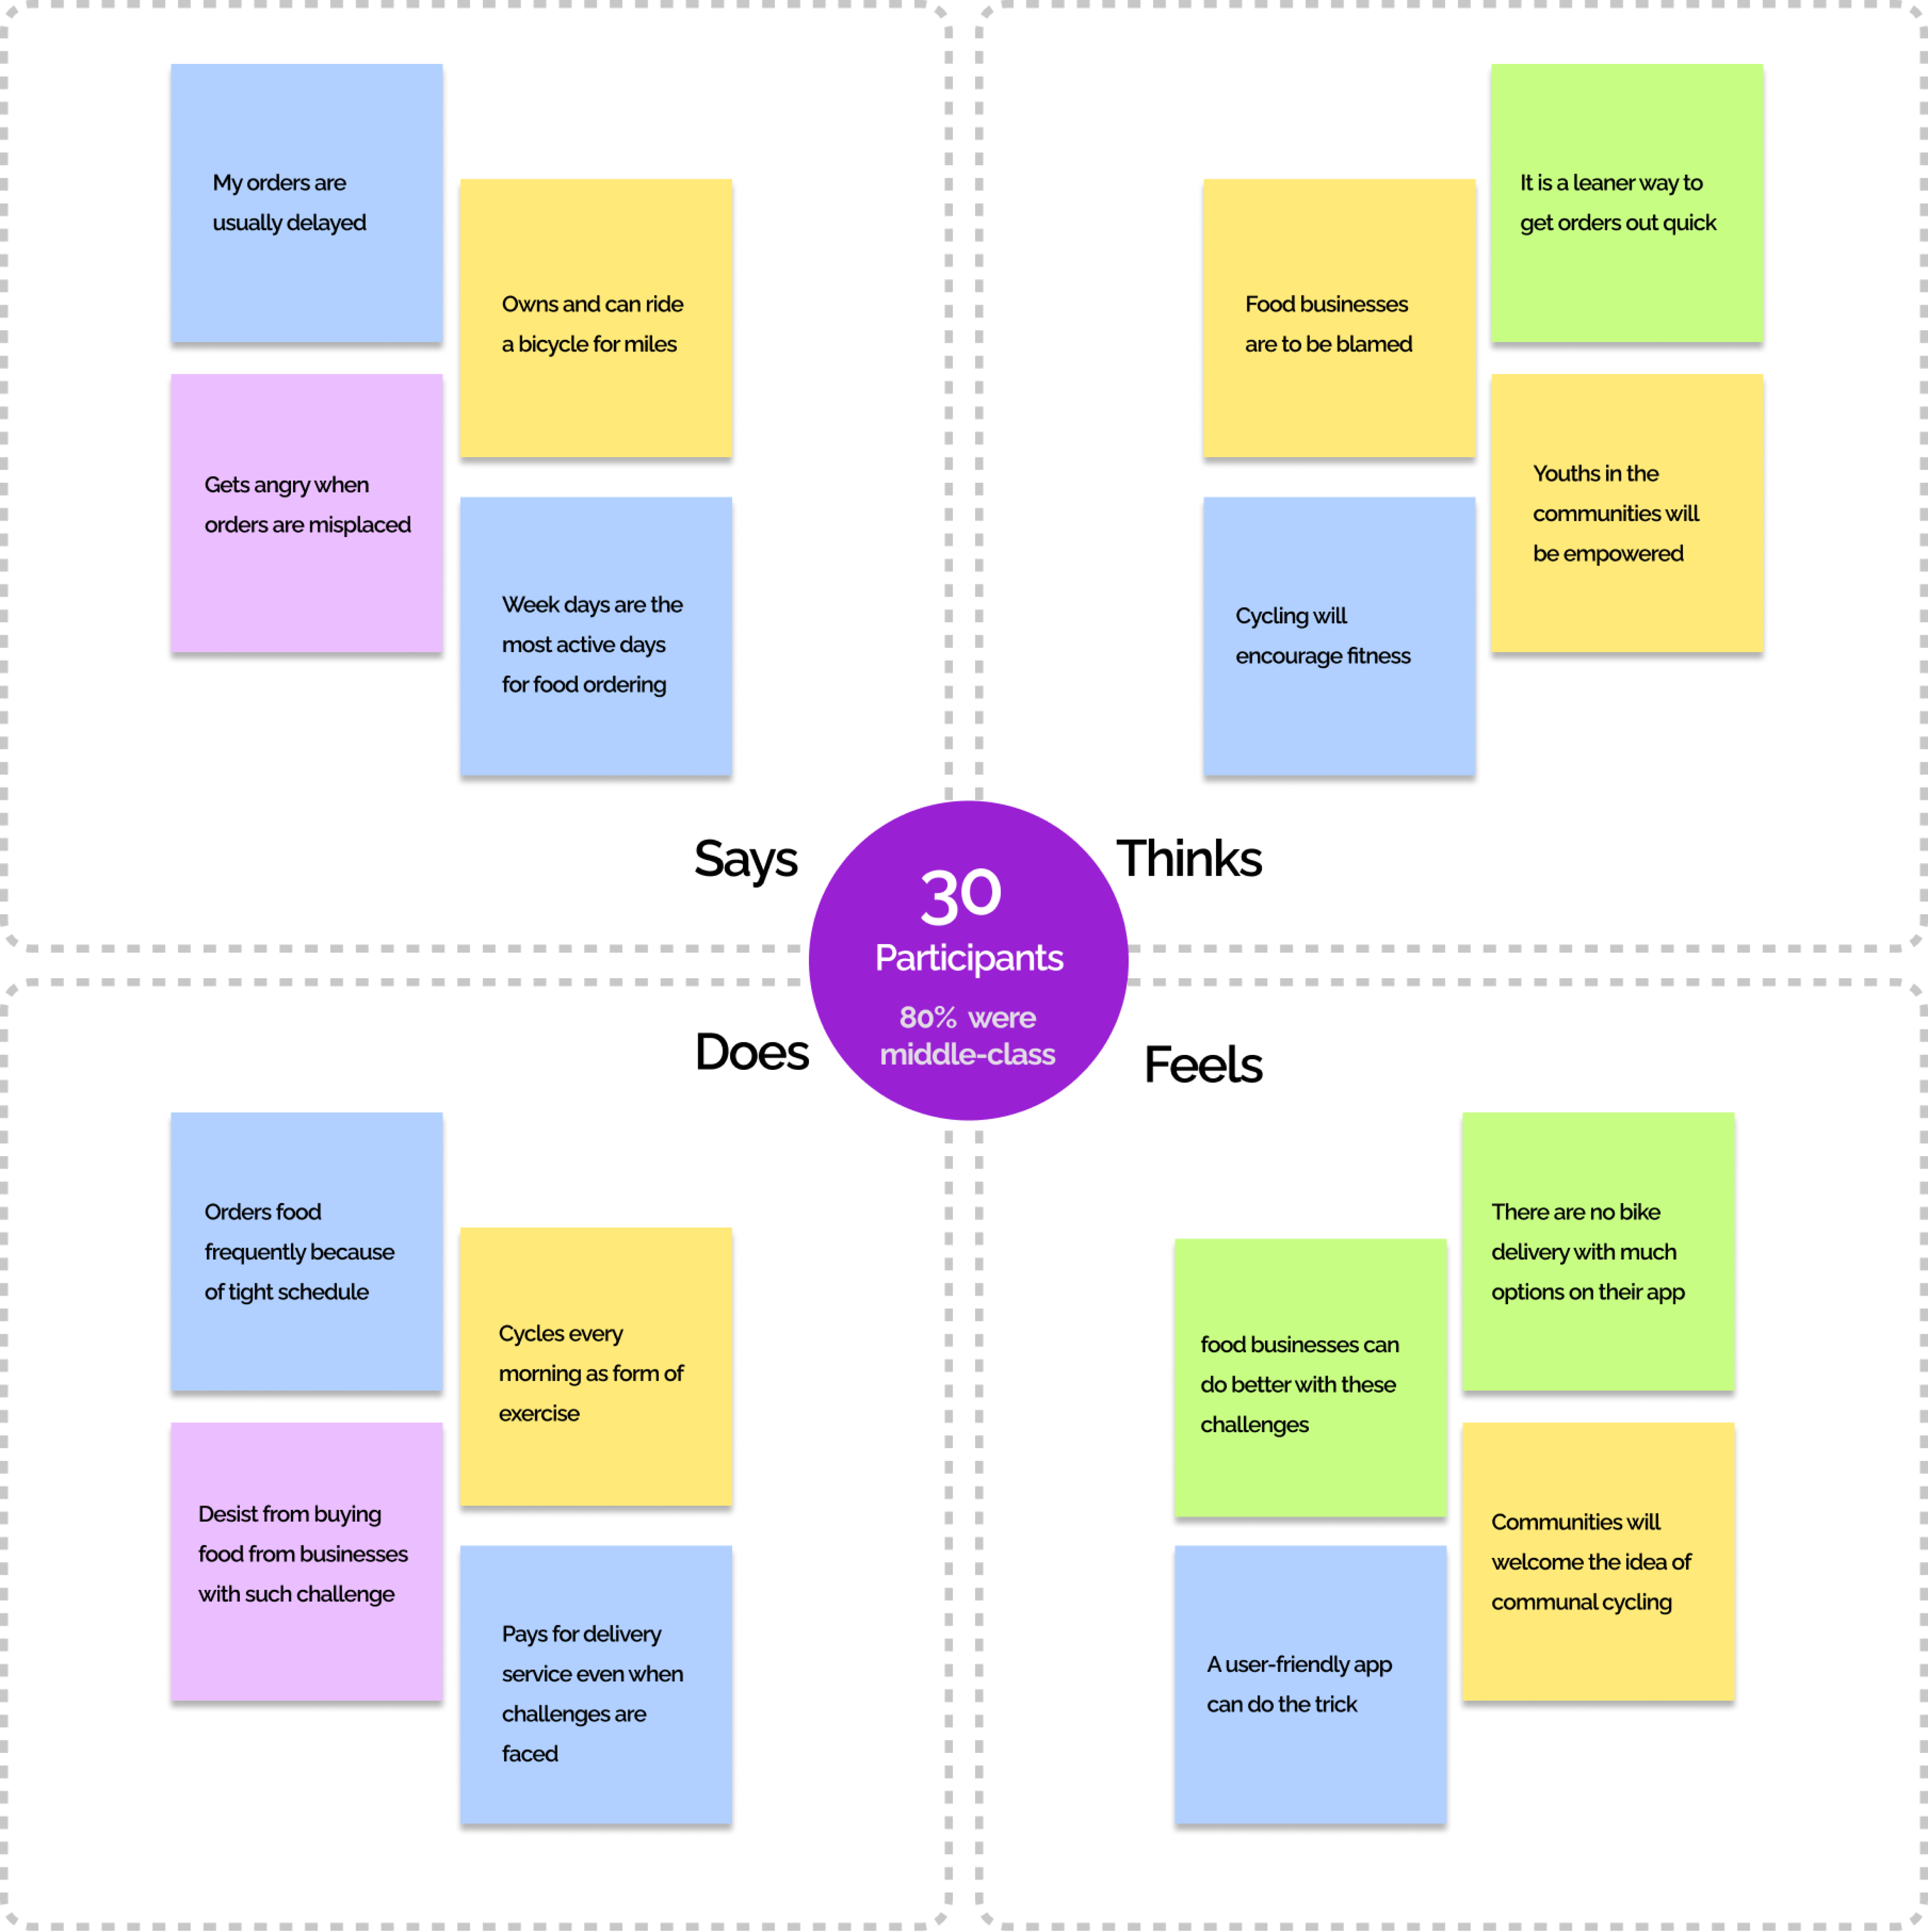 My orders are
usually delayed
Owns and can ride
a bicycle for miles
Gets angry when
orders are misplaced
Week days are the
most active days
for food ordering
Says
It is a leaner way to
get orders out quick
Food businesses
are to be blamed
Youths in the
communities will
be empowered
Cycling will
encourage fitness
Thinks
30
Participants
80% were
middle-class
Does
Orders food
frequently because
of tight schedule
Cycles every
morning as form of
exercise
Desist from buying
food from businesses
with such challenge
Pays for delivery
service even when
challenges are
faced
Feels
There are no bike
delivery with much
options on their app
food businesses can
do better with these
challenges
Communities will
welcome the idea of
communal cycling
A user-friendly app
can do the trick